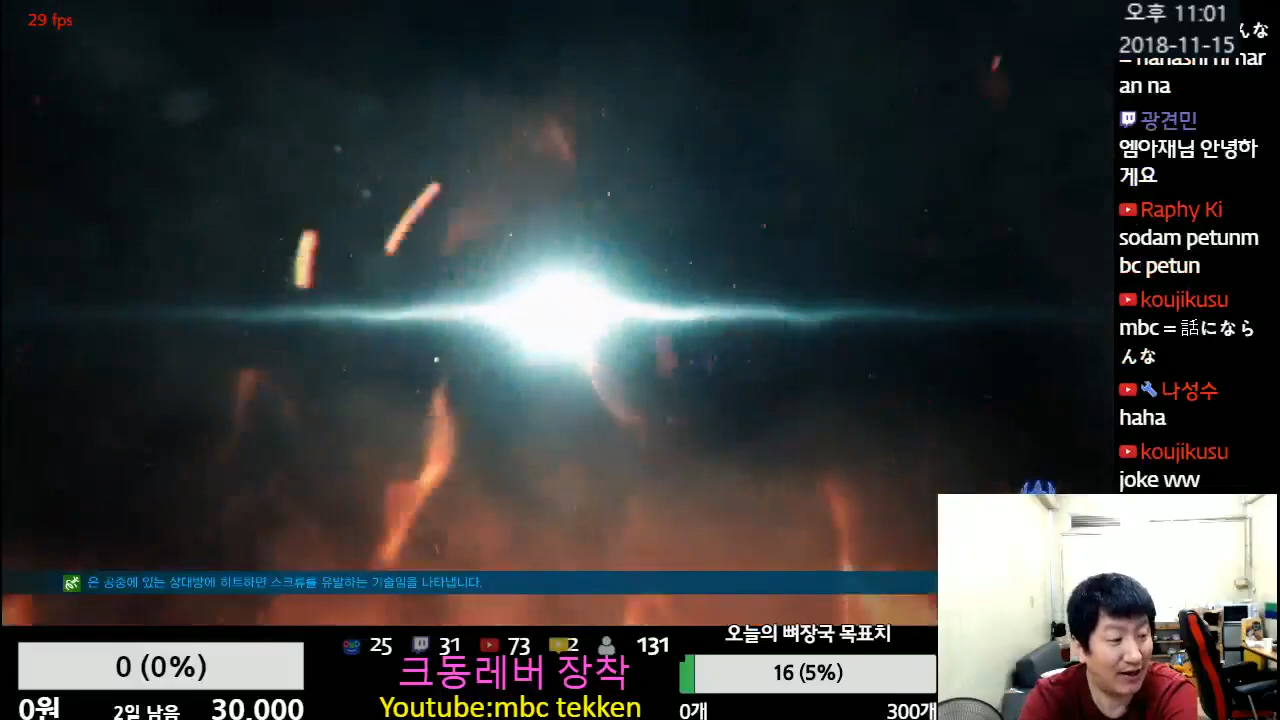 29 fps
오후 11:01
2018-11-15
んな
an na
광견민
엠아재님 안녕하
게요
Raphy Ki
sodam petunm
bc petun
koujikusu
mbc = 話になら
んな
나성수
haha
koujikusu
joke ww
은 공중에 있는 상대방에 히트하면 스크류를 유발하는 기술임을 나타냅니다.
25 31 73 2 131
오늘의 뼈장국 목표치
0 (0%)
크동레버 장착
16 (5%)
0원 2일 남음 30,000
Youtube:mbc tekken
0개 300개